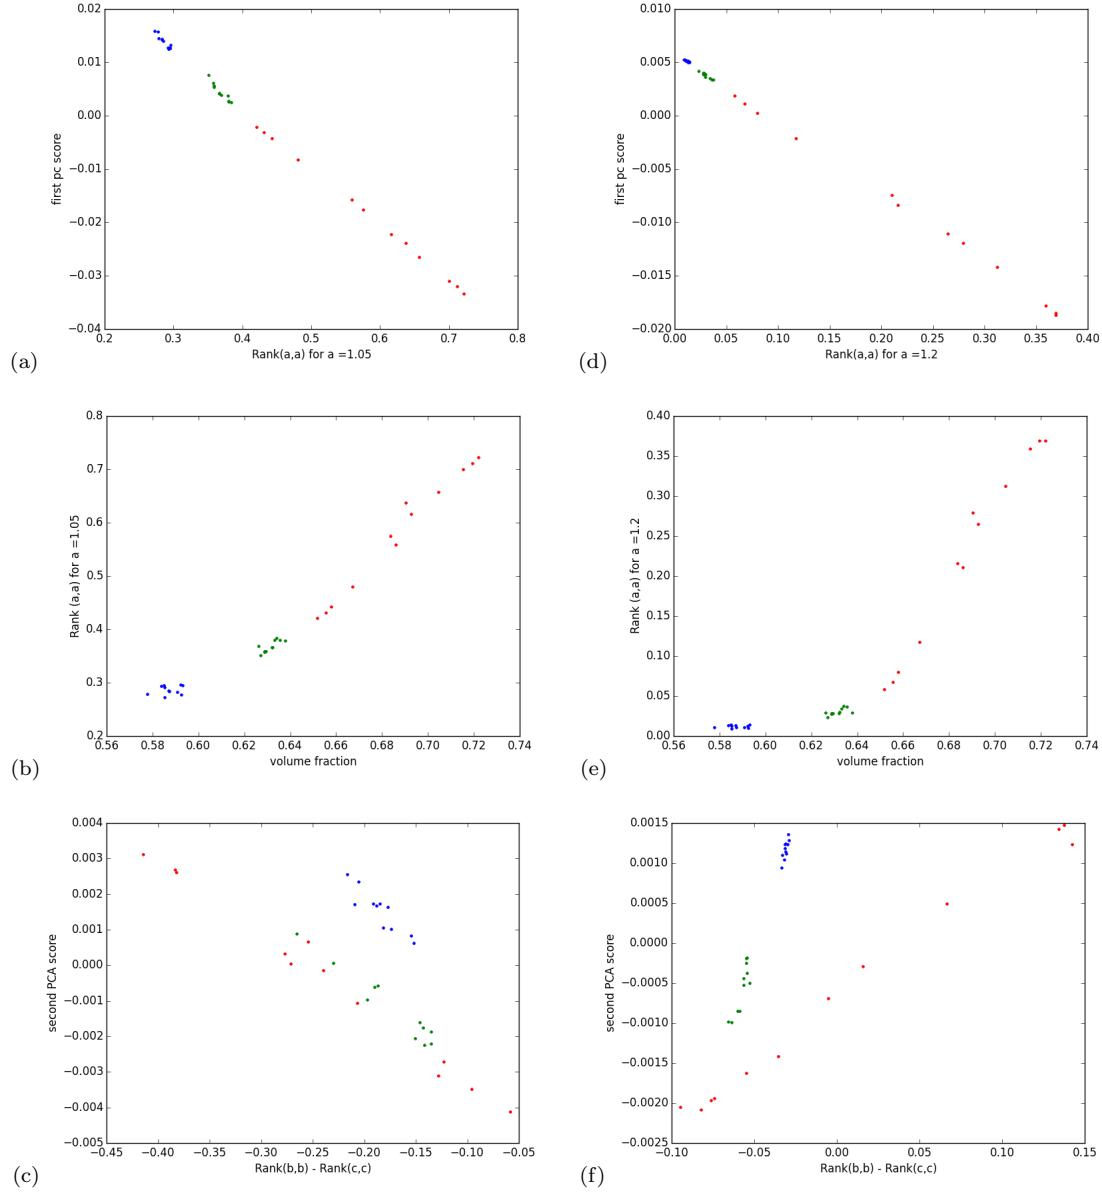 0.02
0.01
0.00
−0.01
−0.02
−0.03
−0.04
first pc score
0.2 0.3 0.4 0.5 0.6 0.7 0.8
Rank(a,a) for a =1.05
(a)
0.010
0.005
0.000
−0.005
−0.010
−0.015
−0.020
first pc score
0.00 0.05 0.10 0.15 0.20 0.25 0.30 0.35 0.40
Rank(a,a) for a =1.2
(d)
0.8
0.7
0.6
0.5
0.4
0.3
0.2
Rank (a,a) for a =1.05
0.56 0.58 0.60 0.62 0.64 0.66 0.68 0.70 0.72 0.74
volume fraction
(b)
0.40
0.35
0.30
0.25
0.20
0.15
0.10
0.05
0.00
Rank (a,a) for a =1.2
0.56 0.58 0.60 0.62 0.64 0.66 0.68 0.70 0.72 0.74
volume fraction
(e)
0.004
0.003
0.002
0.001
0.000
−0.001
−0.002
−0.003
−0.004
−0.005
second PCA score
−0.45 −0.40 −0.35 −0.30 −0.25 −0.20 −0.15 −0.10 −0.05
Rank(b,b) - Rank(c,c)
(c)
0.0015
0.0010
0.0005
0.0000
−0.0005
−0.0010
−0.0015
−0.0020
−0.0025
second PCA score
−0.10 −0.05 0.00 0.05 0.10 0.15
Rank(b,b) - Rank(c,c)
(f)